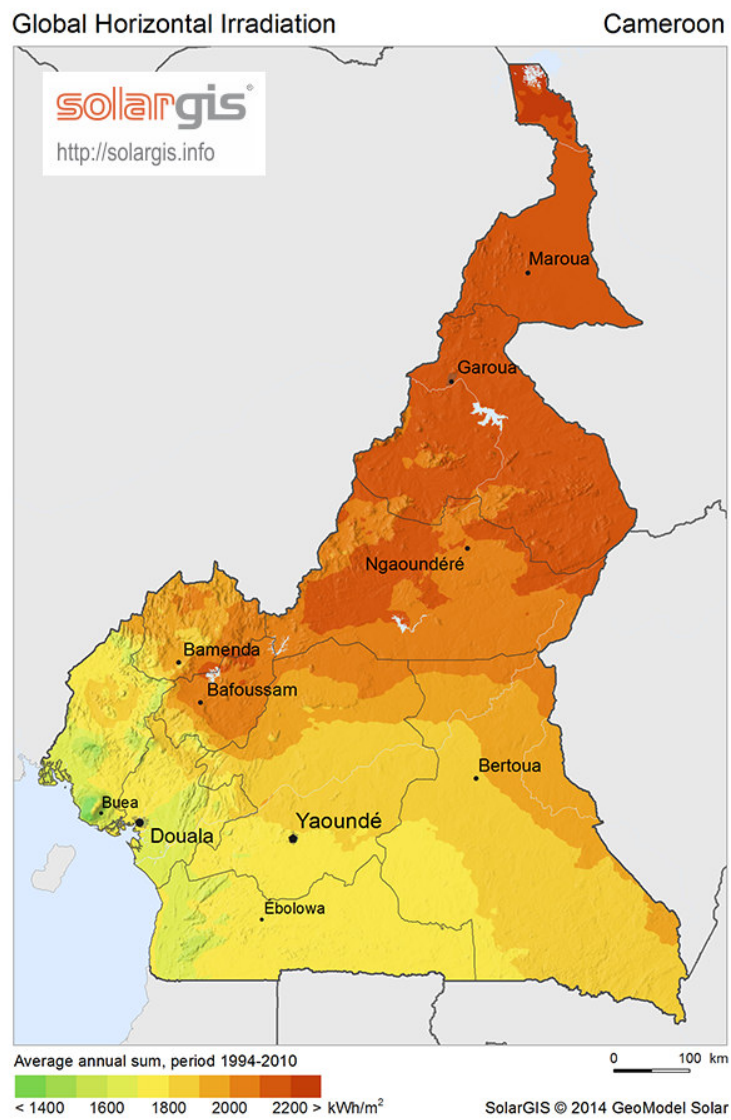 Global Horizontal Irradiation
Cameroon
solargis®
http://solargis.info
Maroua
Garoua
Ngaoundéré
Bamenda
Bafoussam
Bertoua
Buea
Douala
Yaoundé
Ebolowa
Average annual sum, period 1994-2010
0 100 km
< 1400 1600 1800 2000 2200 > kWh/m²
SolarGIS © 2014 GeoModel Solar